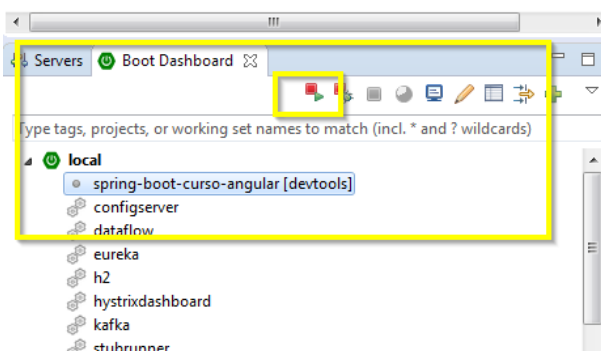 Servers Boot Dashboard
Type tags, projects, or working set names to match (incl. * and ? wildcards)
local
spring-boot-curso-angular [devtools]
configserver
dataflow
eureka
h2
hystrixdashboard
kafka
stubrunner